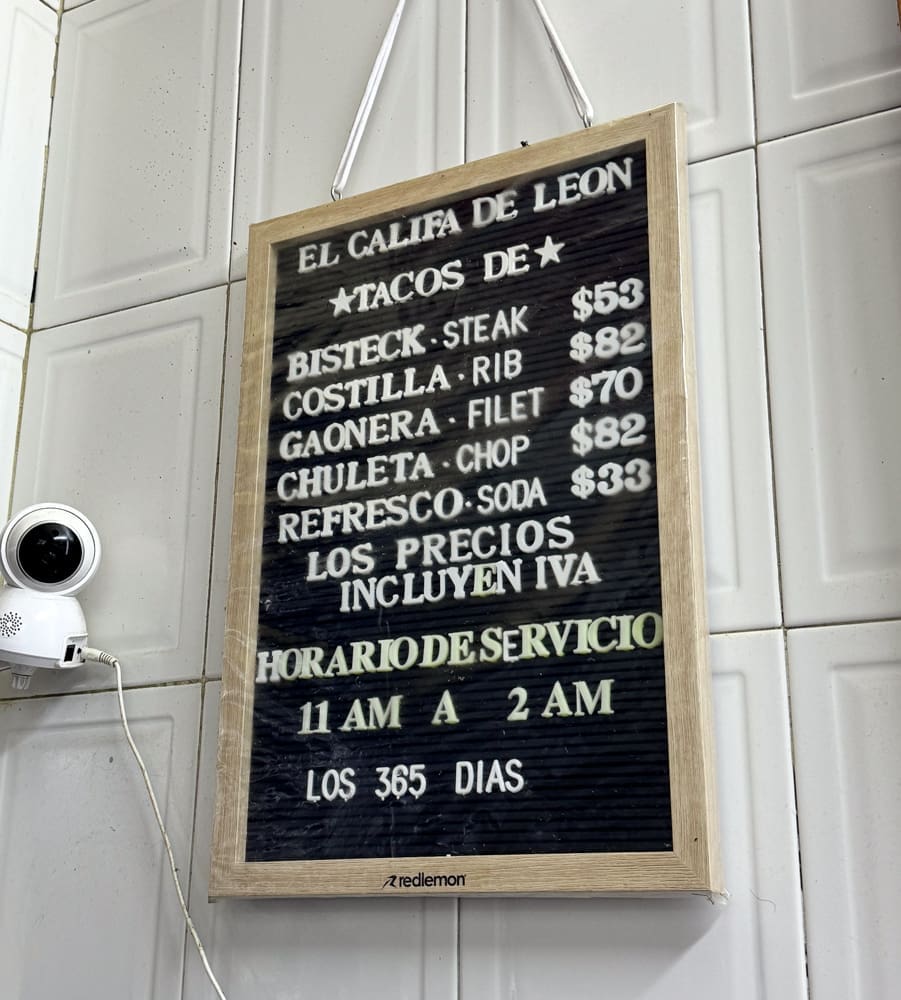 EL CALIFA DE LEON
★TACOS DE★
BISTECK · STEAK $53
COSTILLA · RIB $82
GAONERA · FILET $70
CHULETA · CHOP $82
REFRESCO · SODA $33
LOS PRECIOS
INCLUYEN IVA
HORARIO DE SERVICIO
11 AM A 2 AM
LOS 365 DIAS
redlemon